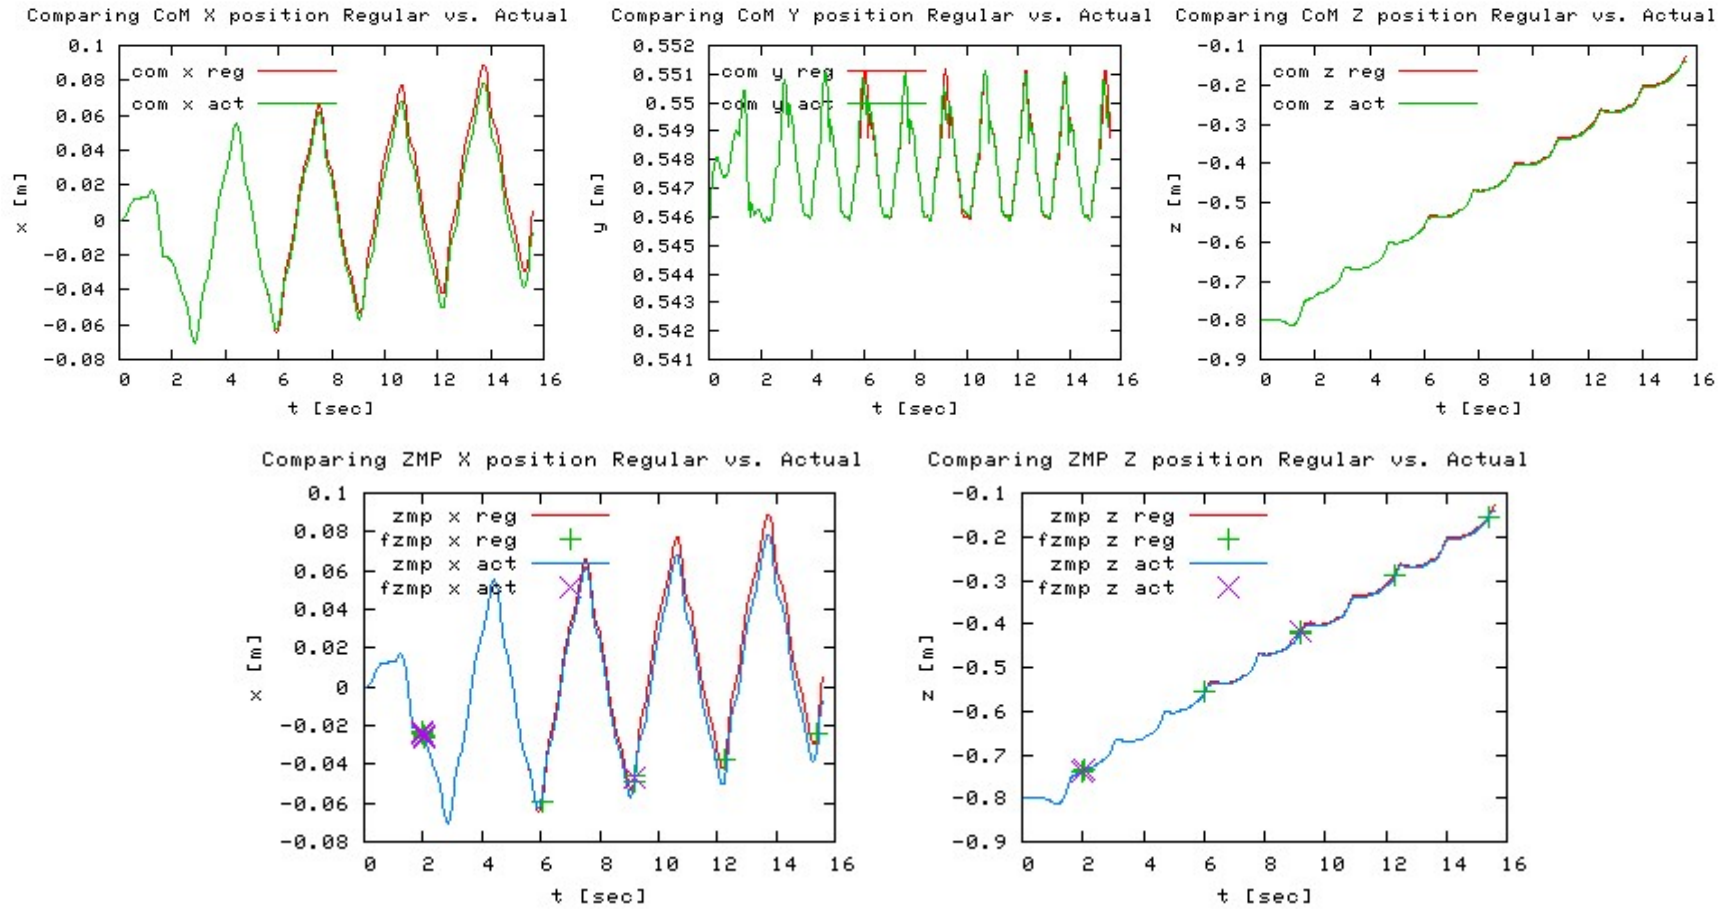 Comparing CoM X position Regular vs. Actual
0.1
0.08
0.06
0.04
0.02
0
-0.02
-0.04
-0.06
-0.08
x [m]
com x reg
com x act
0 2 4 6 8 10 12 14 16
t [sec]
Comparing CoM Y position Regular vs. Actual
0.552
0.551
0.55
0.549
0.548
0.547
0.546
0.545
0.544
0.543
0.542
0.541
y [m]
com y reg
com y act
0 2 4 6 8 10 12 14 16
t [sec]
Comparing CoM Z position Regular vs. Actual
-0.1
-0.2
-0.3
-0.4
-0.5
-0.6
-0.7
-0.8
-0.9
z [m]
com z reg
com z act
0 2 4 6 8 10 12 14 16
t [sec]
Comparing ZMP X position Regular vs. Actual
0.1
0.08
0.06
0.04
0.02
0
-0.02
-0.04
-0.06
-0.08
x [m]
zmp x reg
fzmp x reg
zmp x act
fzmp x act
0 2 4 6 8 10 12 14 16
t [sec]
Comparing ZMP Z position Regular vs. Actual
-0.1
-0.2
-0.3
-0.4
-0.5
-0.6
-0.7
-0.8
-0.9
z [m]
zmp z reg
fzmp z reg
zmp z act
fzmp z act
0 2 4 6 8 10 12 14 16
t [sec]